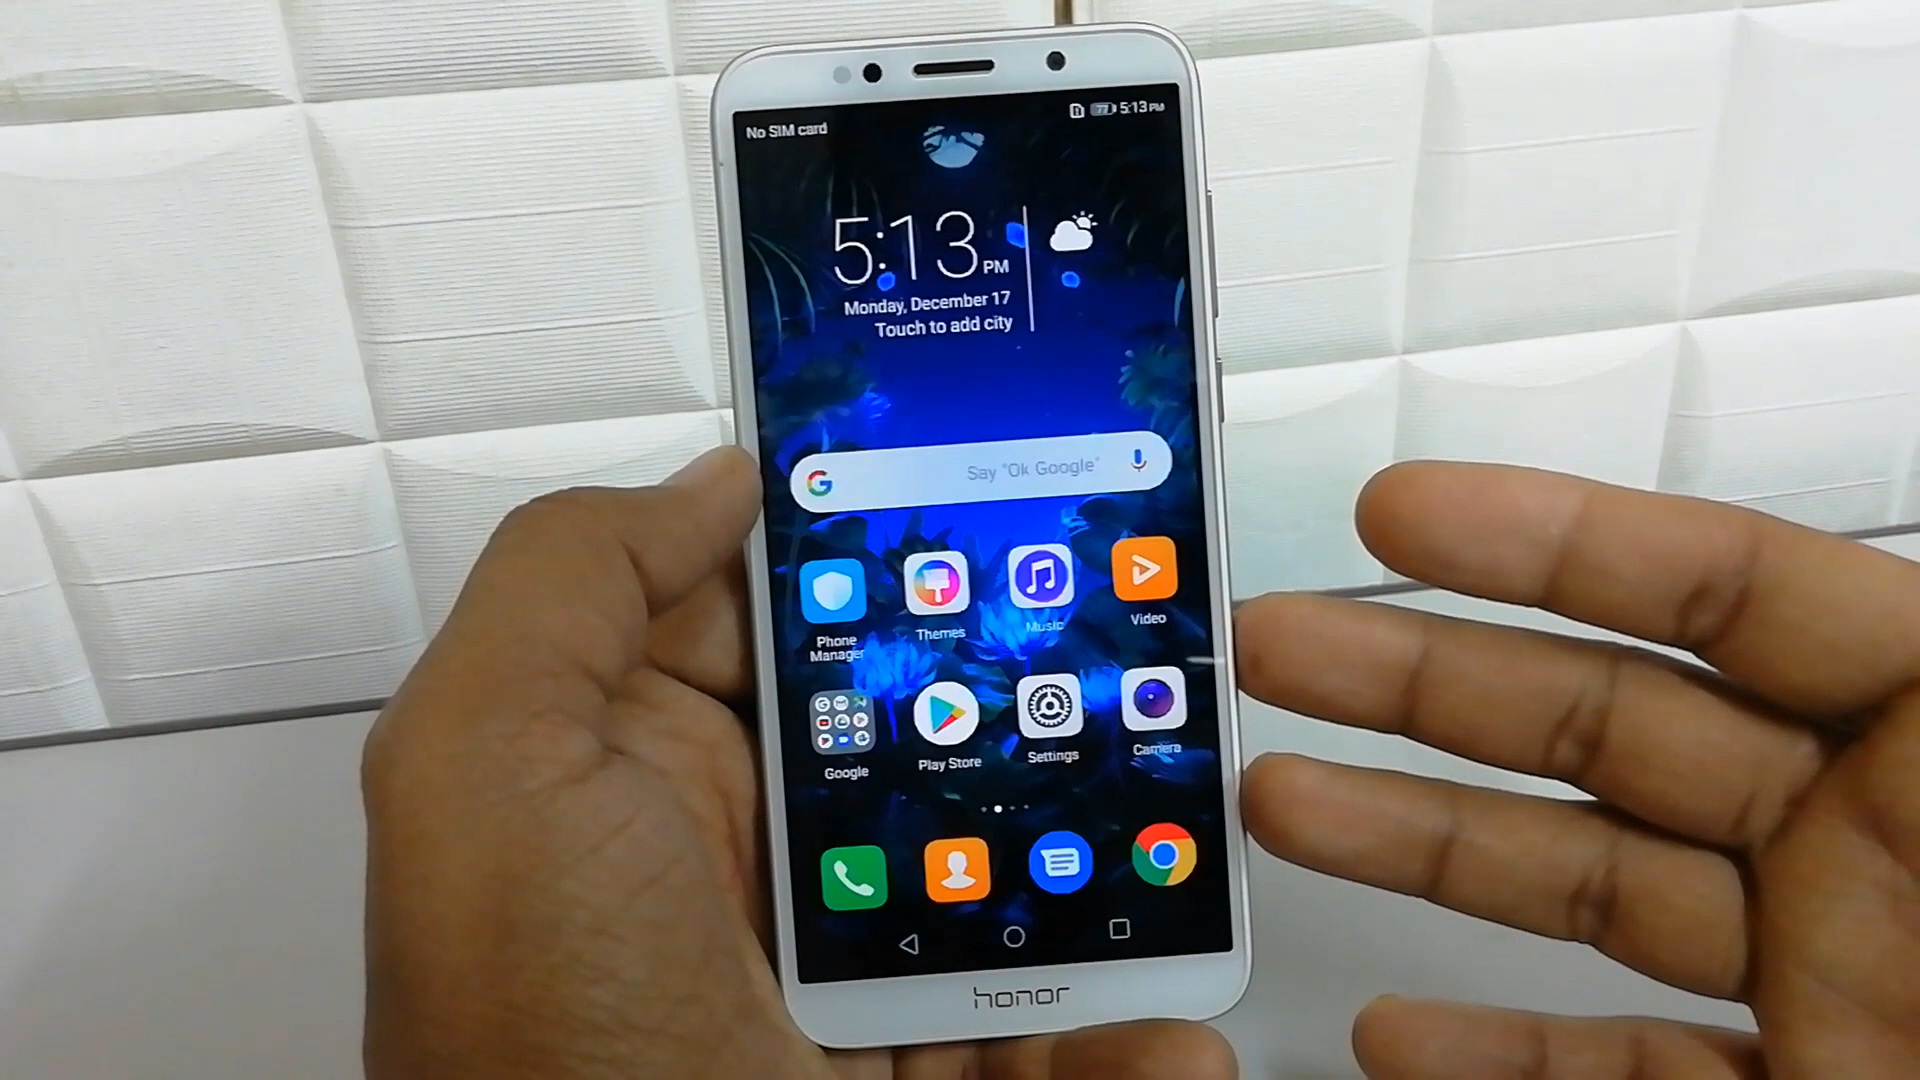 No SIM card
77 5:13 PM
5:13 PM
Monday, December 17
Touch to add city
G Say "Ok Google"
Phone Manager
Themes
Music
Video
Google
Play Store
Settings
Camera
honor